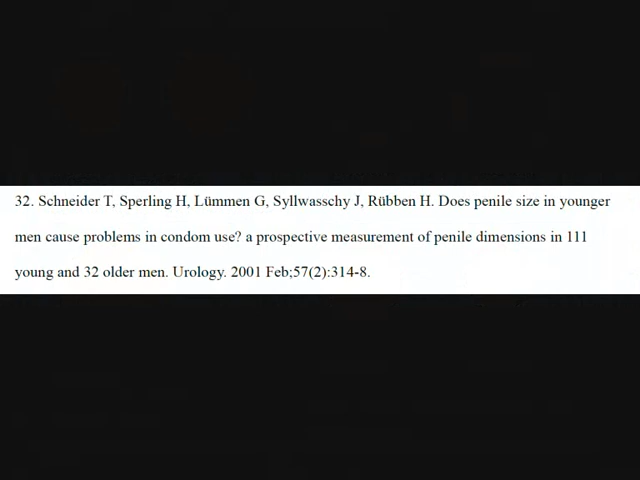 32. Schneider T, Sperling H, Lümmen G, Syllwasschy J, Rübben H. Does penile size in younger
men cause problems in condom use? a prospective measurement of penile dimensions in 111
young and 32 older men. Urology. 2001 Feb;57(2):314-8.